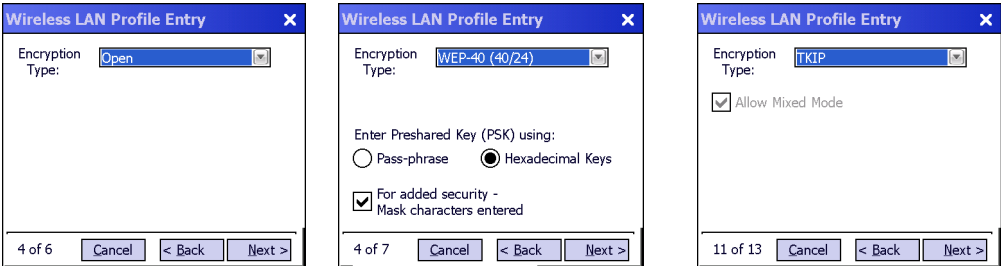 Wireless LAN Profile Entry
Encryption Type: Open
4 of 6 Cancel < Back Next >
Wireless LAN Profile Entry
Encryption Type: WEP-40 (40/24)
Enter Preshared Key (PSK) using:
Pass-phrase Hexadecimal Keys
For added security -
Mask characters entered
4 of 7 Cancel < Back Next >
Wireless LAN Profile Entry
Encryption Type: TKIP
Allow Mixed Mode
11 of 13 Cancel < Back Next >